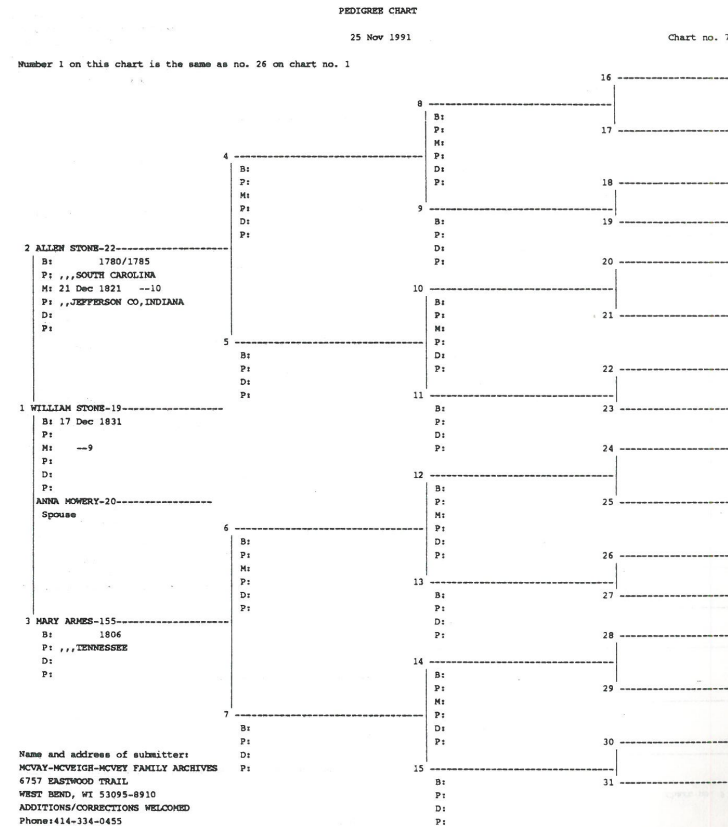 PEDIGREE CHART
25 Nov 1991
Chart no. 7
Number 1 on this chart is the same as no. 26 on chart no. 1
16
8
B:
P:
17
M:
4
P:
B:
D:
P:
P:
18
M:
P:
9
D:
B:
19
P:
P:
2 ALLEN STONE-22
D:
B: 1780/1785
P:
20
P: ,,,SOUTH CAROLINA
M: 21 Dec 1821 --10
10
P: ,,JEFFERSON CO,INDIANA
B:
D:
P:
21
P:
M:
5
P:
B:
D:
P:
P:
22
D:
P:
11
1 WILLIAM STONE-19
B:
23
B: 17 Dec 1831
P:
P:
D:
M: --9
P:
24
P:
D:
12
P:
B:
ANNA MOWERY-20
P:
25
Spouse
M:
6
P:
B:
D:
P:
P:
26
M:
P:
13
D:
B:
27
P:
P:
3 MARY ARMES-155
D:
B: 1806
P:
28
P: ,,,TENNESSEE
D:
14
P:
B:
P:
29
M:
7
P:
B:
D:
P:
P:
30
Name and address of submitter:
D:
MCVAY-MCVEIGH-MCVEY FAMILY ARCHIVES
P:
15
6757 EASTWOOD TRAIL
B:
31
WEST BEND, WI 53095-8910
P:
ADDITIONS/CORRECTIONS WELCOMED
D:
Phone:414-334-0455
P: